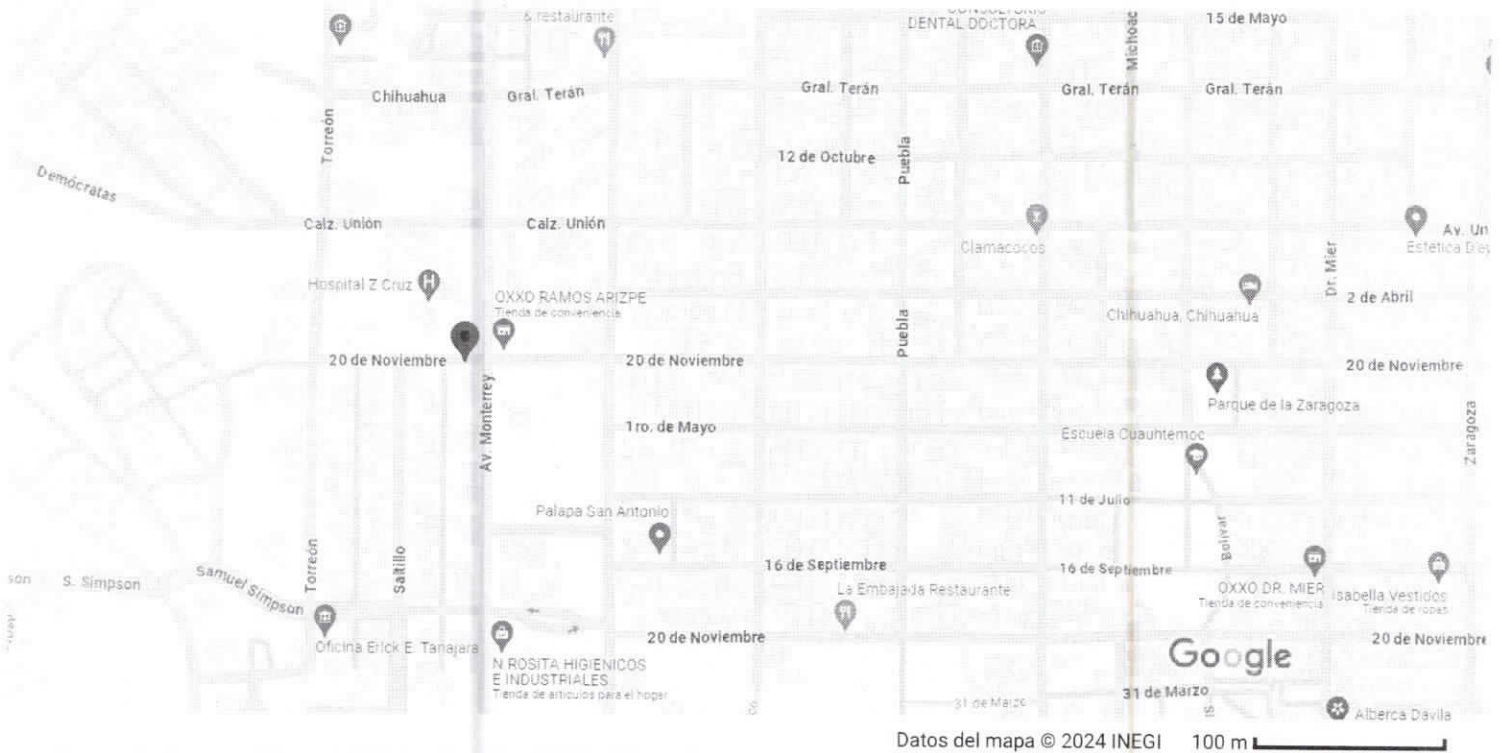 & restaurante
DENTAL DOCTORA
Michoac
15 de Mayo
Chihuahua
Gral. Terán
Gral. Terán
Gral. Terán
Gral. Terán
Torreón
12 de Octubre
Puebla
Demócratas
Calz. Unión
Calz. Unión
Clamacocos
Av. Un
Estética
Dr. Mier
Hospital Z Cruz
OXXO RAMOS ARIZPE
Tienda de conveniencia
2 de Abril
Chihuahua, Chihuahua
Puebla
20 de Noviembre
20 de Noviembre
20 de Noviembre
Av. Monterrey
Parque de la Zaragoza
1ro. de Mayo
Escuela Cuauhtemoc
Zaragoza
11 de Julio
Palapa San Antonio
Bolivar
Torreón
Saltillo
16 de Septiembre
16 de Septiembre
son
S. Simpson
Samuel Simpson
La Embajada Restaurante
OXXO DR. MIER
Tienda de conveniencia
Isabella Vestidos
Tienda de ropas
Oficina Erick E. Tanajara
20 de Noviembre
20 de Noviembre
N ROSITA HIGIENICOS
E INDUSTRIALES
Tienda de artículos para el hogar
Google
31 de Marzo
31 de Marzo
Alberca Davila
Datos del mapa © 2024 INEGI
100 m